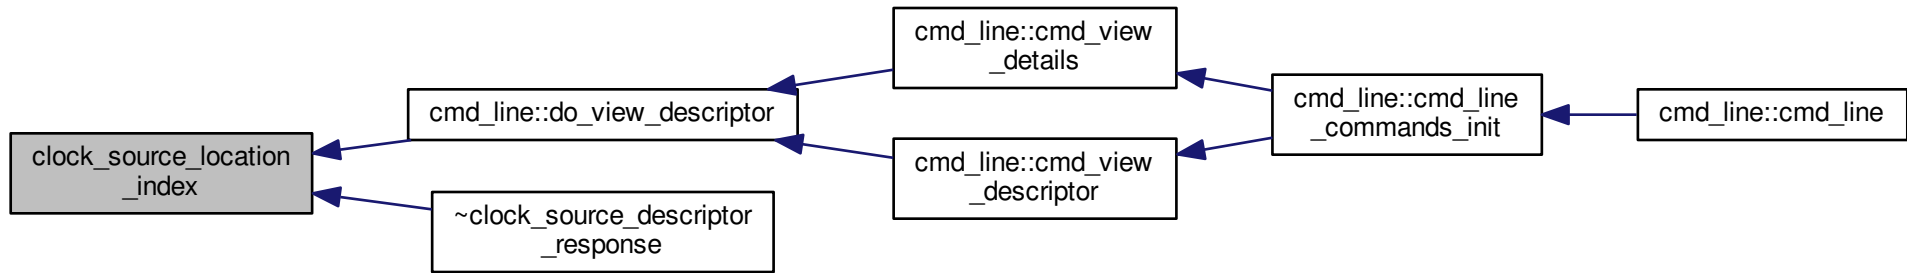 clock_source_location
_index
cmd_line::do_view_descriptor
~clock_source_descriptor
_response
cmd_line::cmd_view
_details
cmd_line::cmd_view
_descriptor
cmd_line::cmd_line
_commands_init
cmd_line::cmd_line